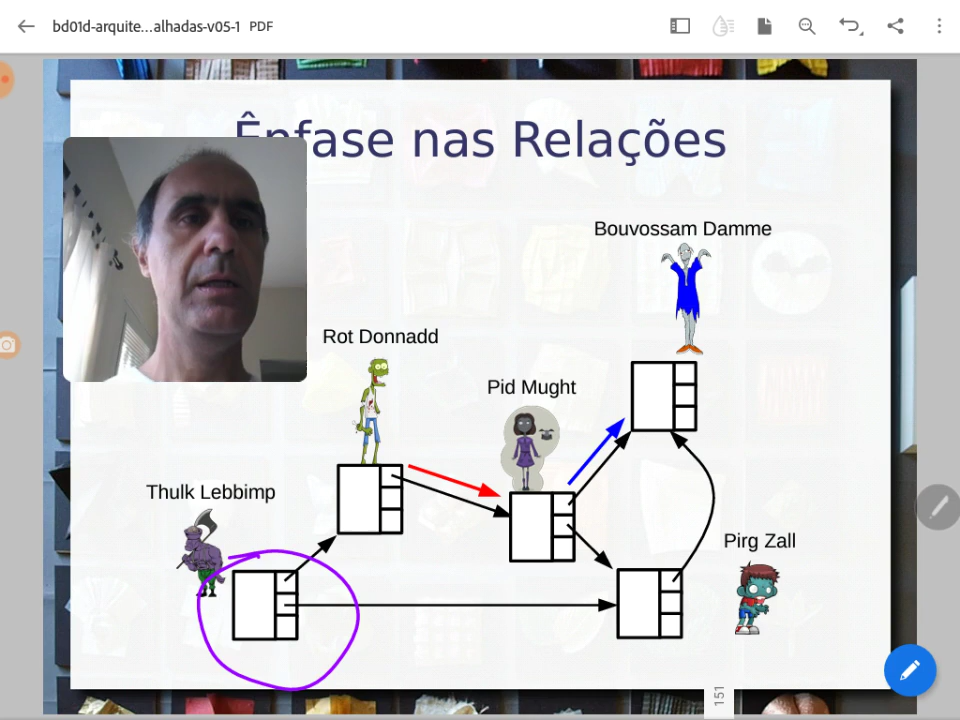 bd01d-arquite...alhadas-v05-1 PDF
Ênfase nas Relações
Bouvossam Damme
Rot Donnadd
Pid Mught
Thulk Lebbimp
Pirg Zall
151